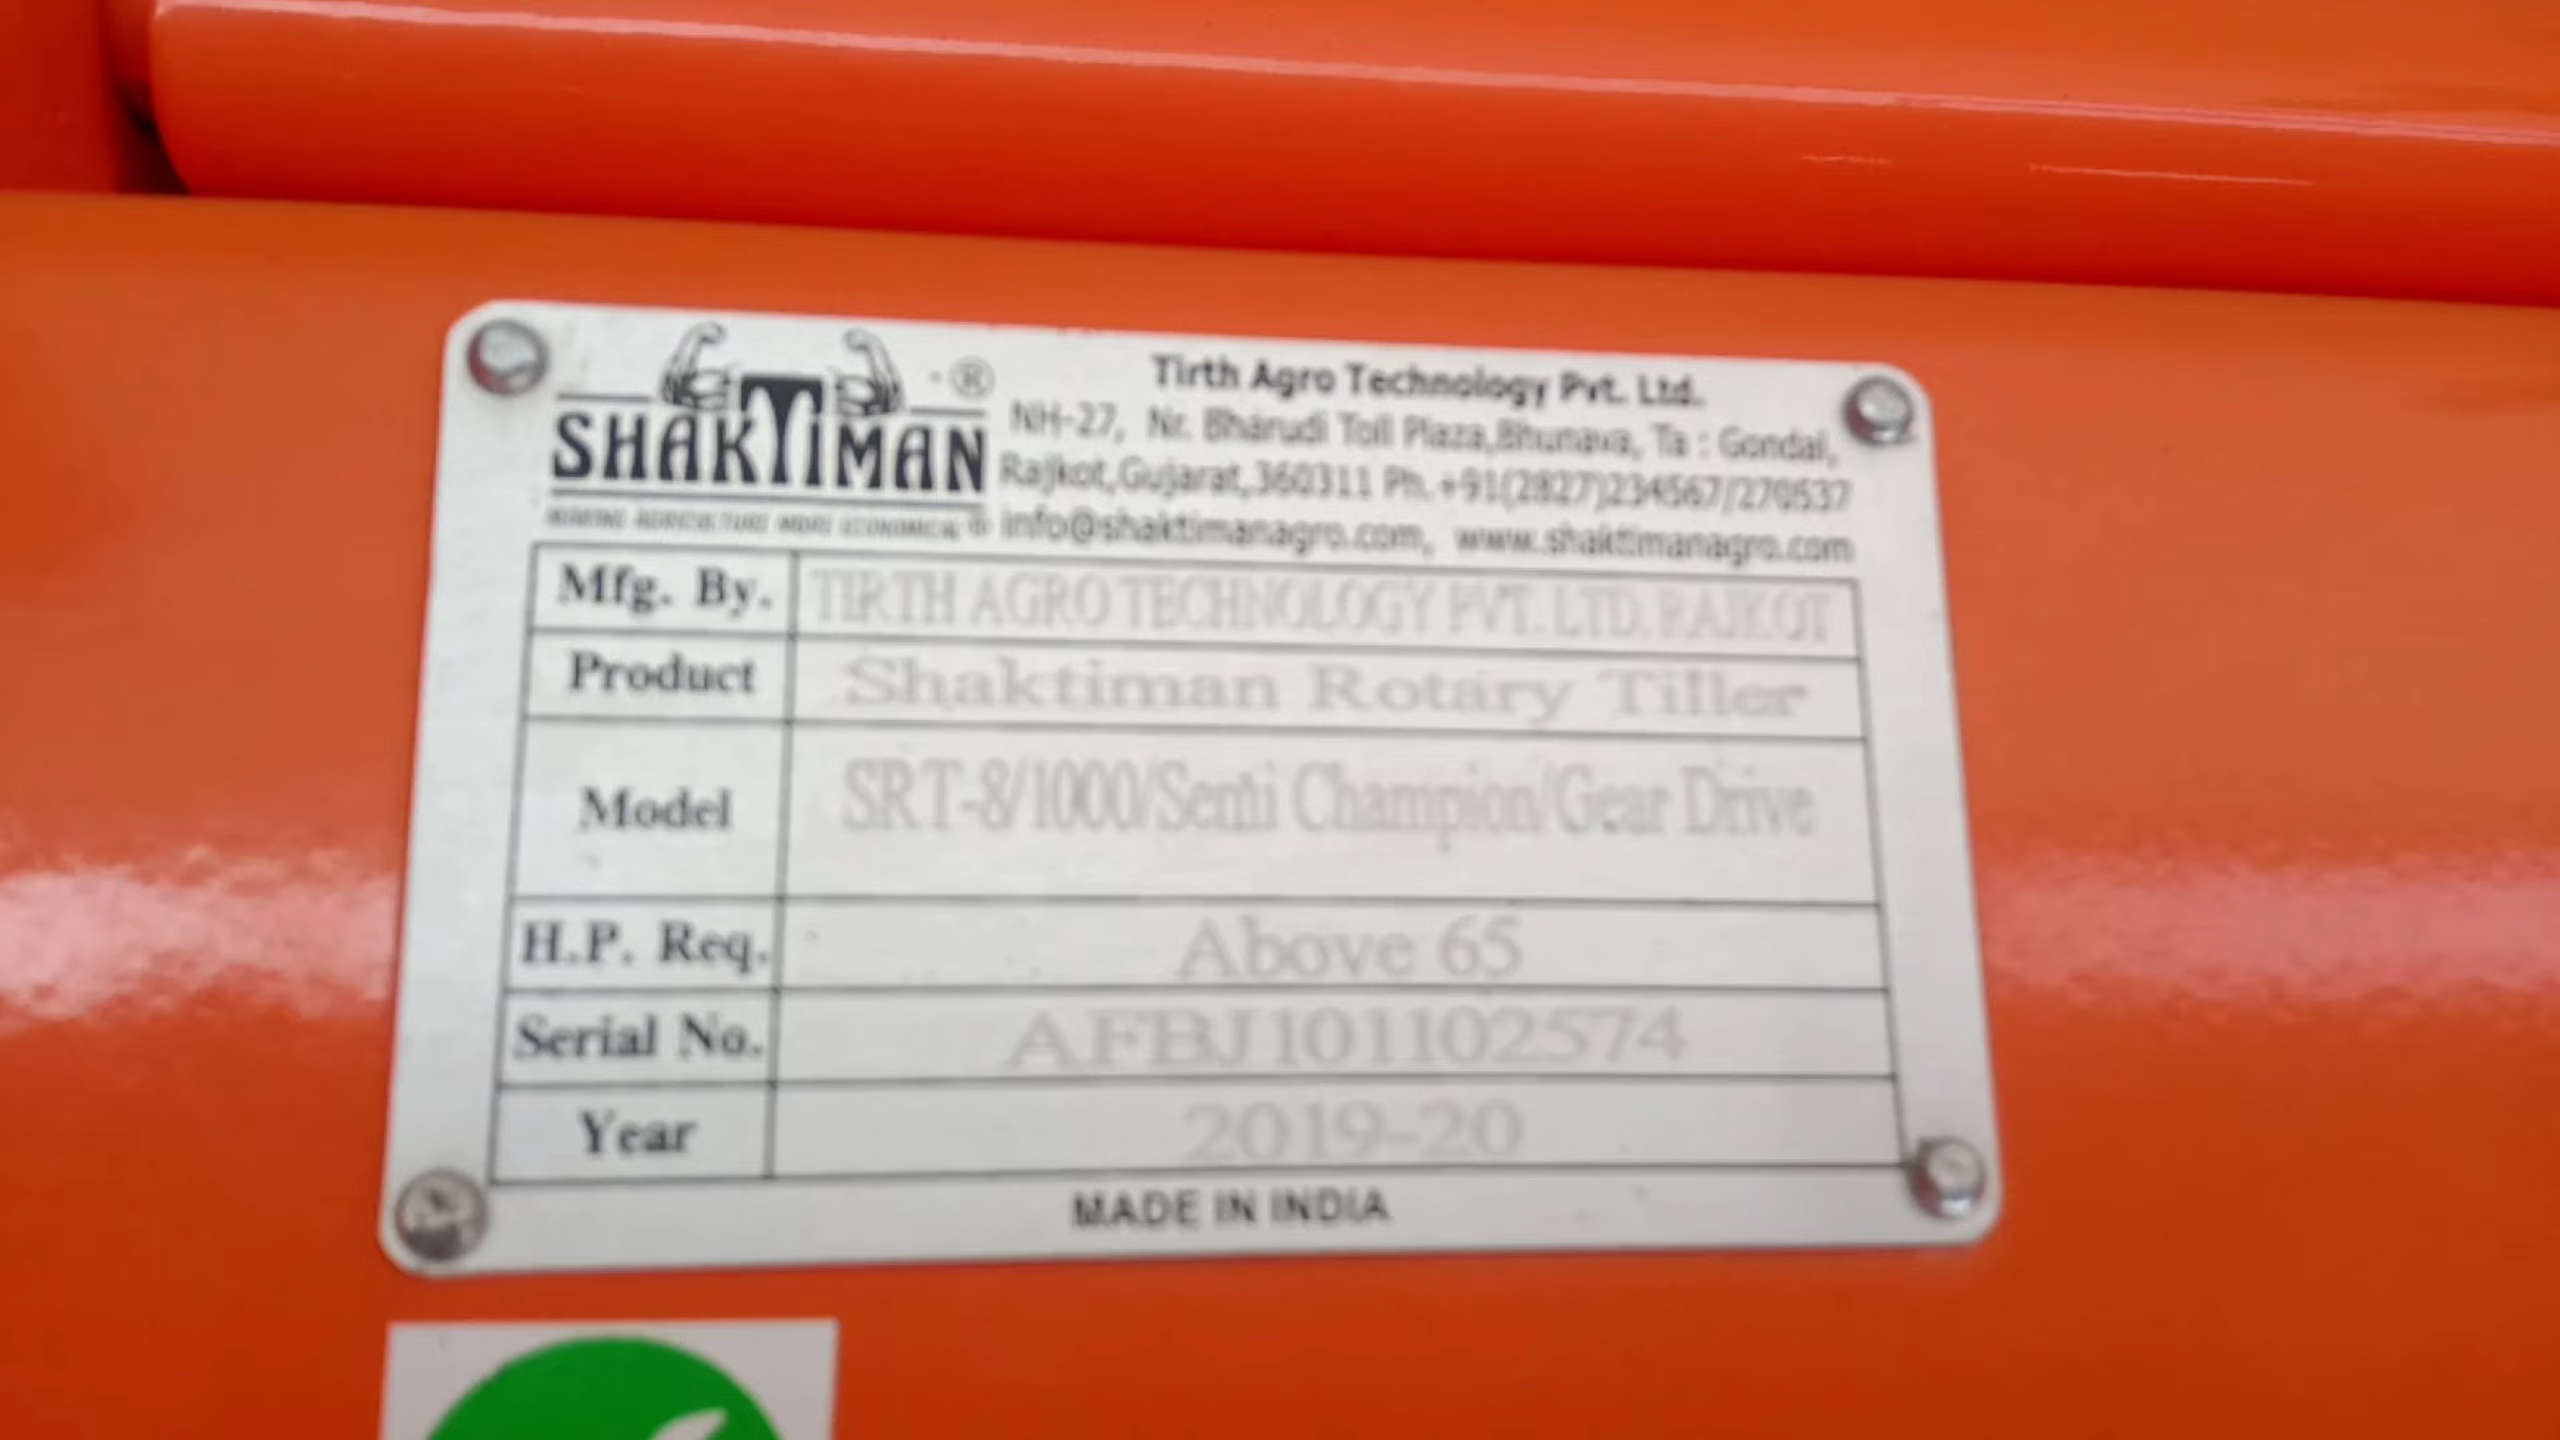 SHAKTIMAN ®
MAKING AGRICULTURE MORE ECONOMICAL ®
Tirth Agro Technology Pvt. Ltd.
NH-27, Nr. Bharudi Toll Plaza,Bhunava, Ta : Gondal,
Rajkot,Gujarat,360311 Ph.+91(2827)234567/270537
info@shaktimanagro.com, www.shaktimanagro.com
Mfg. By. TIRTH AGRO TECHNOLOGY PVT. LTD. RAJKOT
Product Shaktiman Rotary Tiller
Model SRT-8/1000/Semi Champion/Gear Drive
H.P. Req. Above 65
Serial No. AFBJ101102574
Year 2019-20
MADE IN INDIA